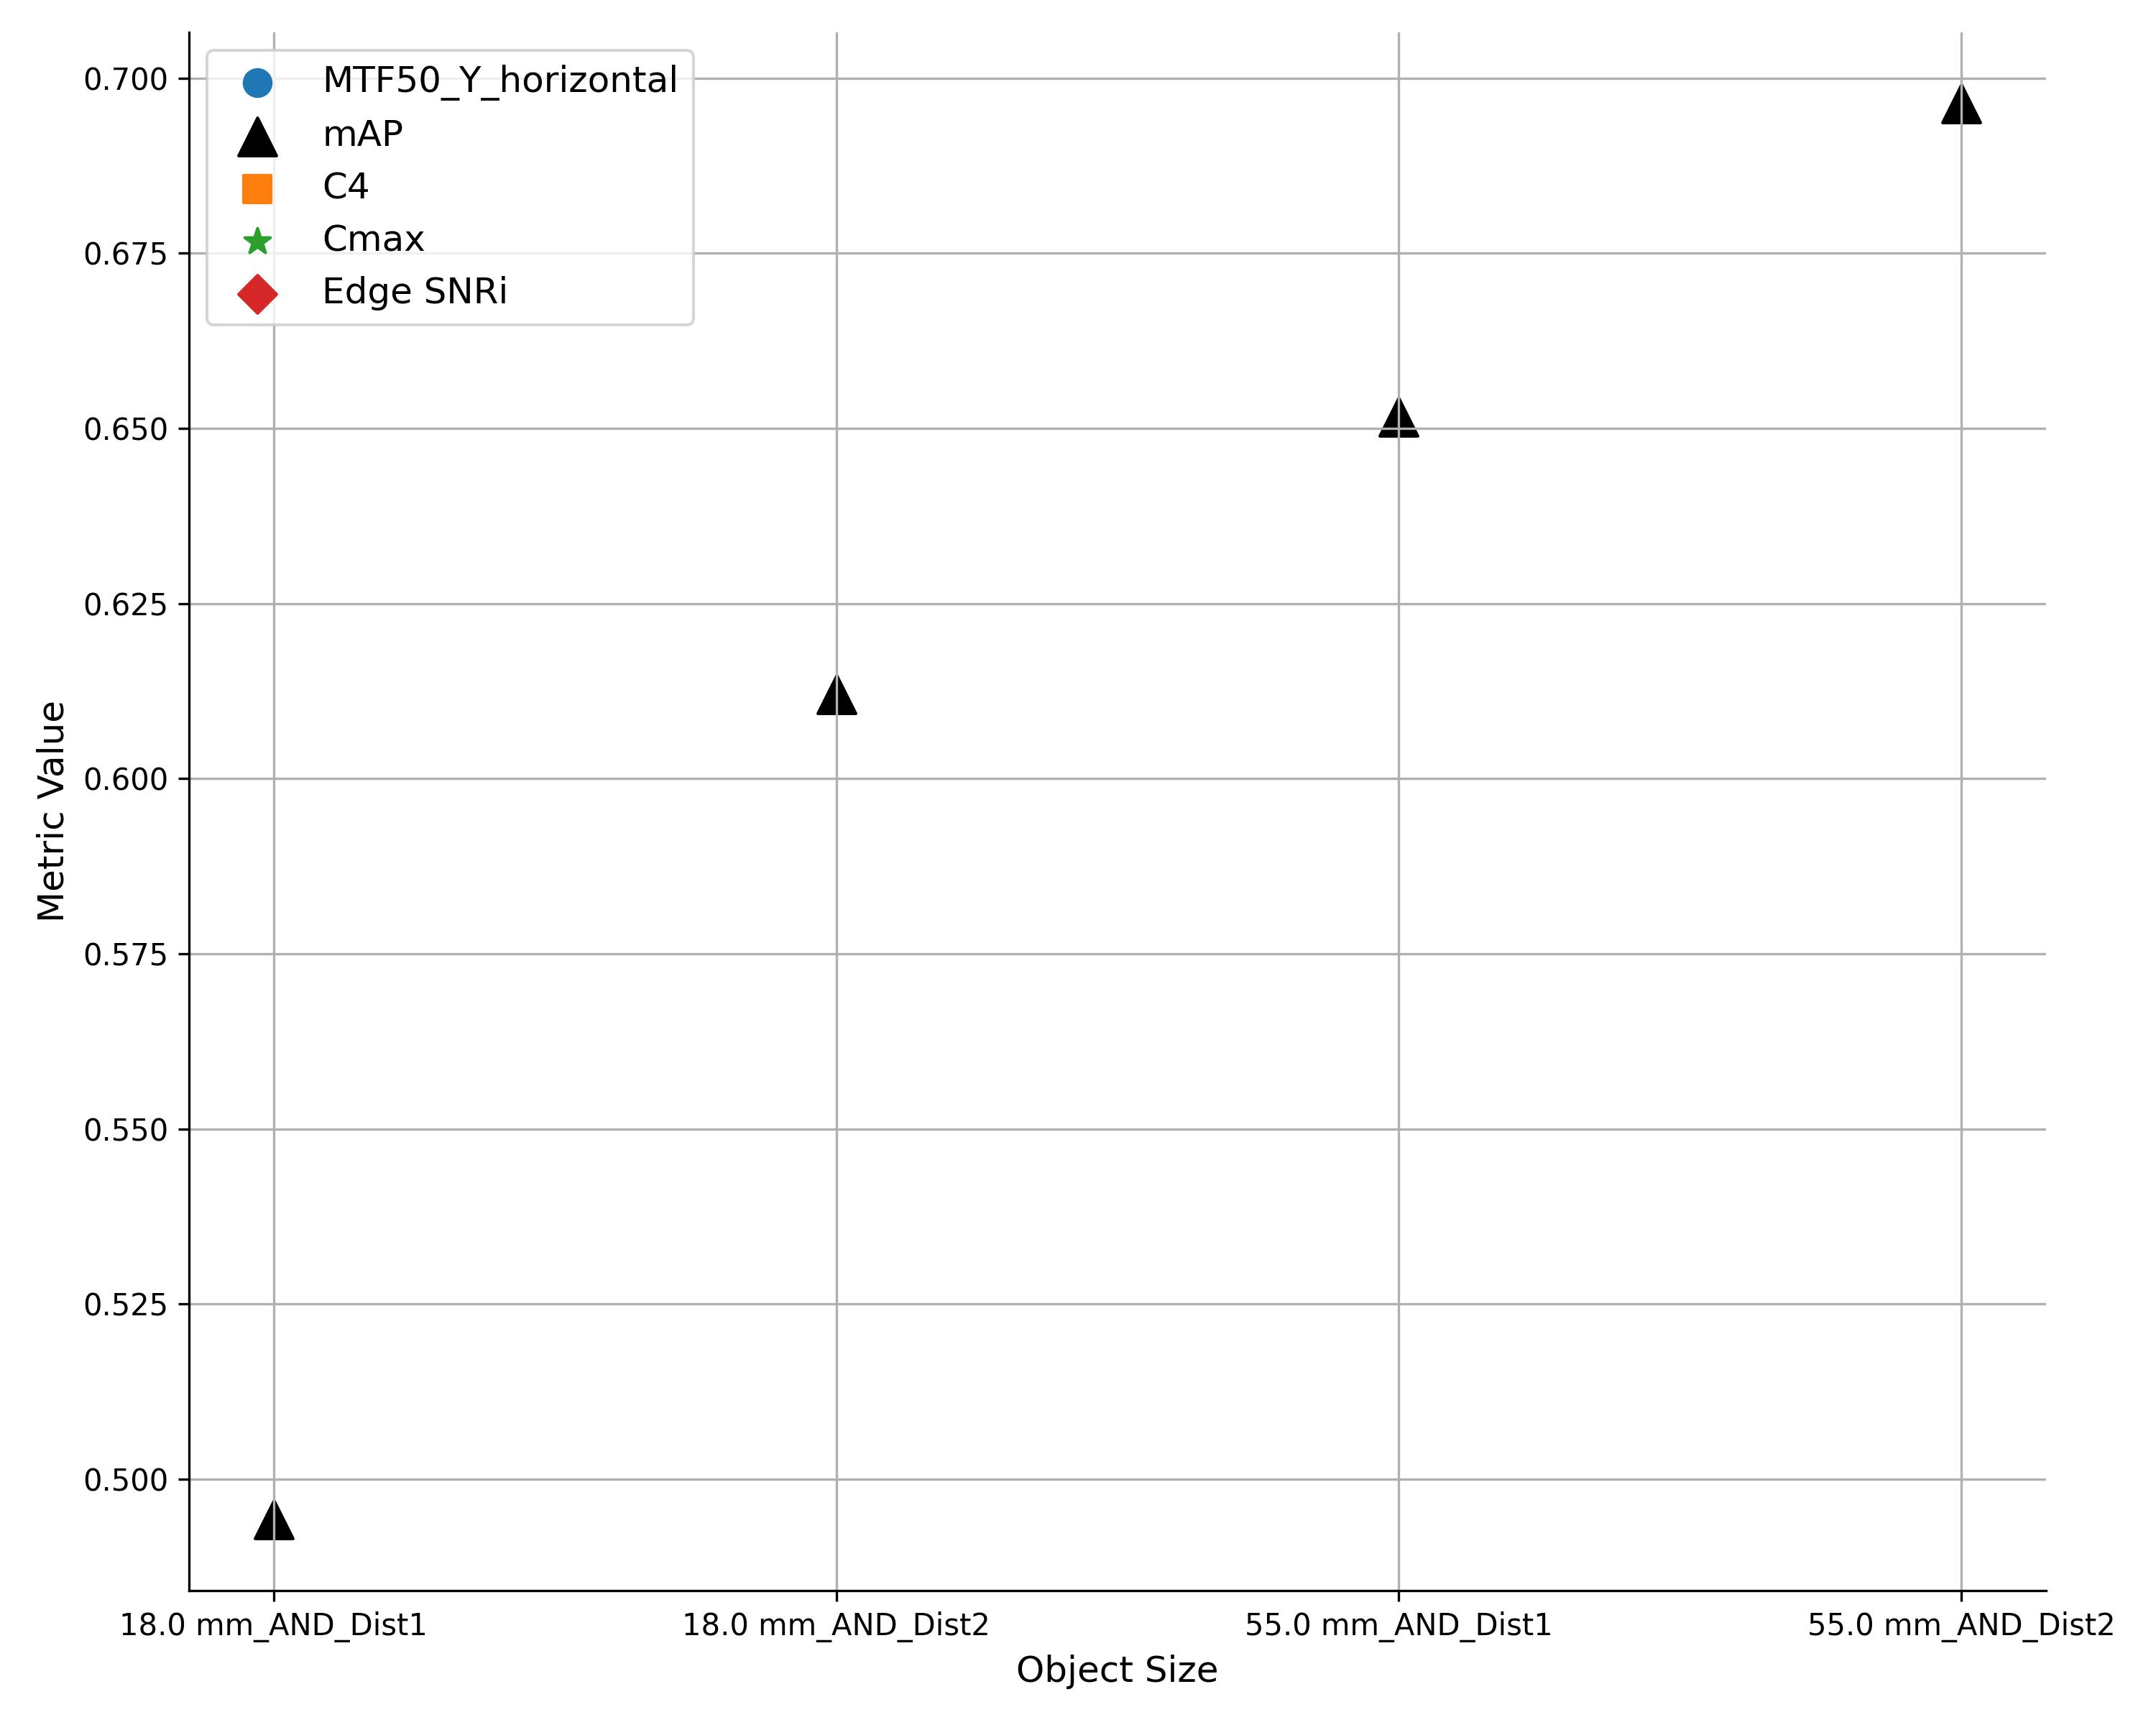 MTF50_Y_horizontal
mAP
C4
Cmax
Edge SNRi
0.700
0.675
0.650
0.625
0.600
0.575
0.550
0.525
0.500
Metric Value
18.0 mm_AND_Dist1
18.0 mm_AND_Dist2
55.0 mm_AND_Dist1
55.0 mm_AND_Dist2
Object Size